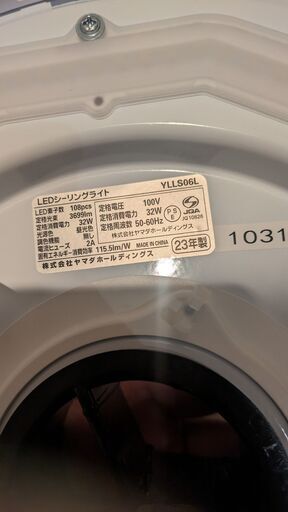 LEDシーリングライト YLLS06L
LED素子数 108pcs
定格光束 3699lm
定格消費電力 32W
光源色 昼光色
調色機能 無し
電流ヒューズ 2A
固有エネルギー消費効率 115.5lm/W
定格電圧 100V
定格消費電力 32W
定格周波数 50-60Hz
株式会社ヤマダホールディングス
MADE IN CHINA
23年製
株式会社ヤマダホールディングス
PSE
JQA
JQ10828
1031